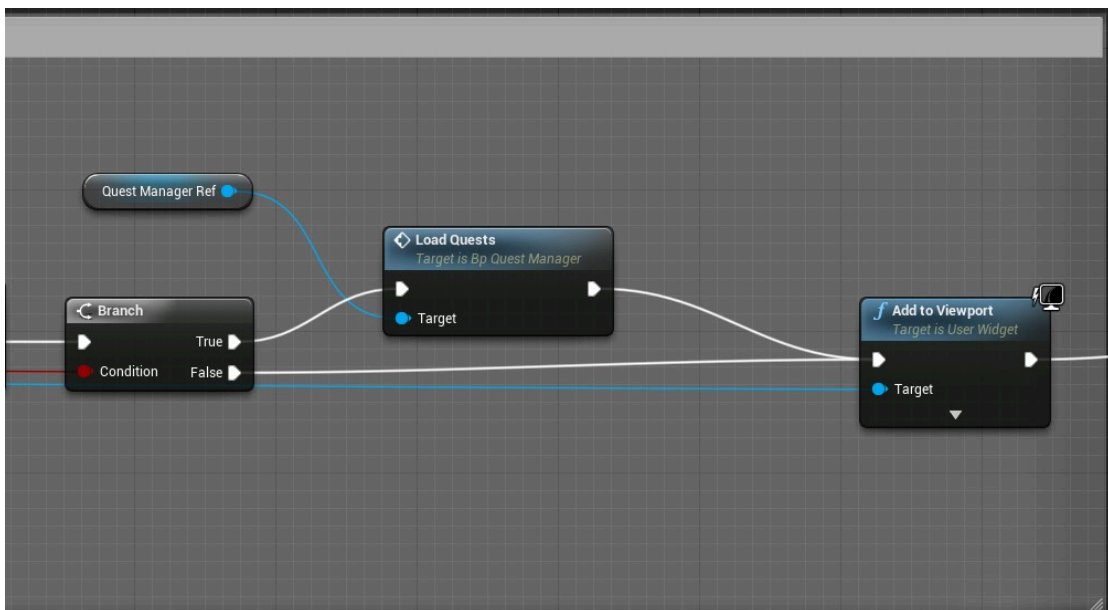 Quest Manager Ref
Load Quests
Target is Bp Quest Manager
Target
Branch
True
Condition
False
Add to Viewport
Target is User Widget
Target